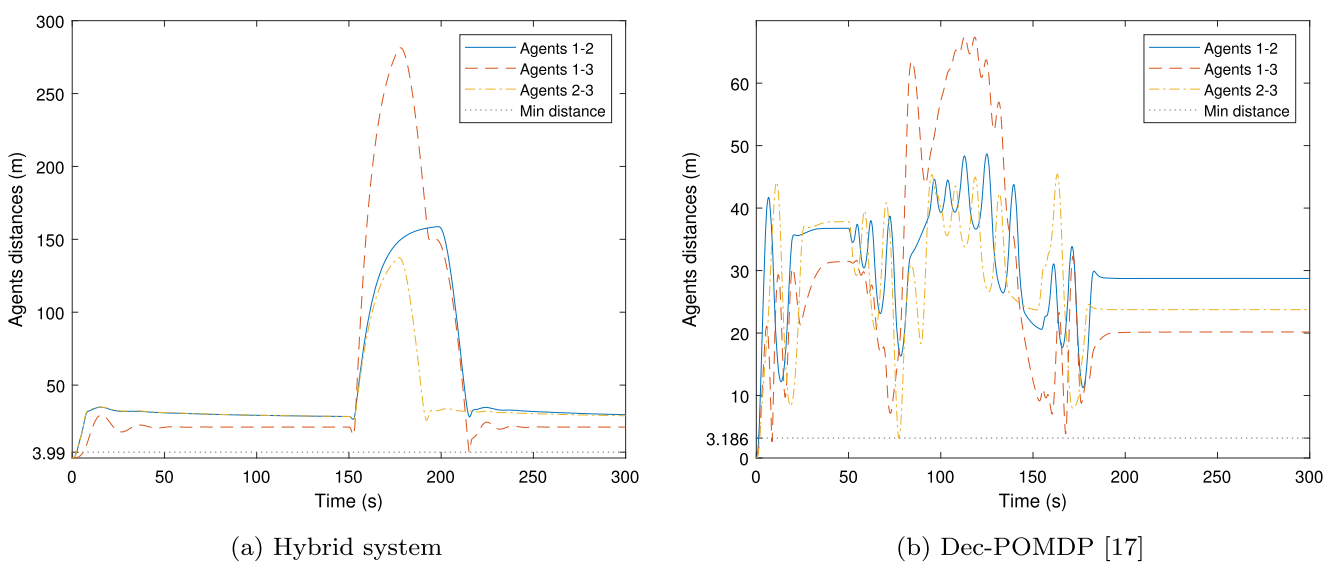 300
250
200
150
100
50
3.99
0
50
100
150
200
250
300
Agents distances (m)
Time (s)
Agents 1-2
Agents 1-3
Agents 2-3
Min distance
(a) Hybrid system
60
50
40
30
20
10
3.186
0
0
50
100
150
200
250
300
Agents distances (m)
Time (s)
Agents 1-2
Agents 1-3
Agents 2-3
Min distance
(b) Dec-POMDP [17]